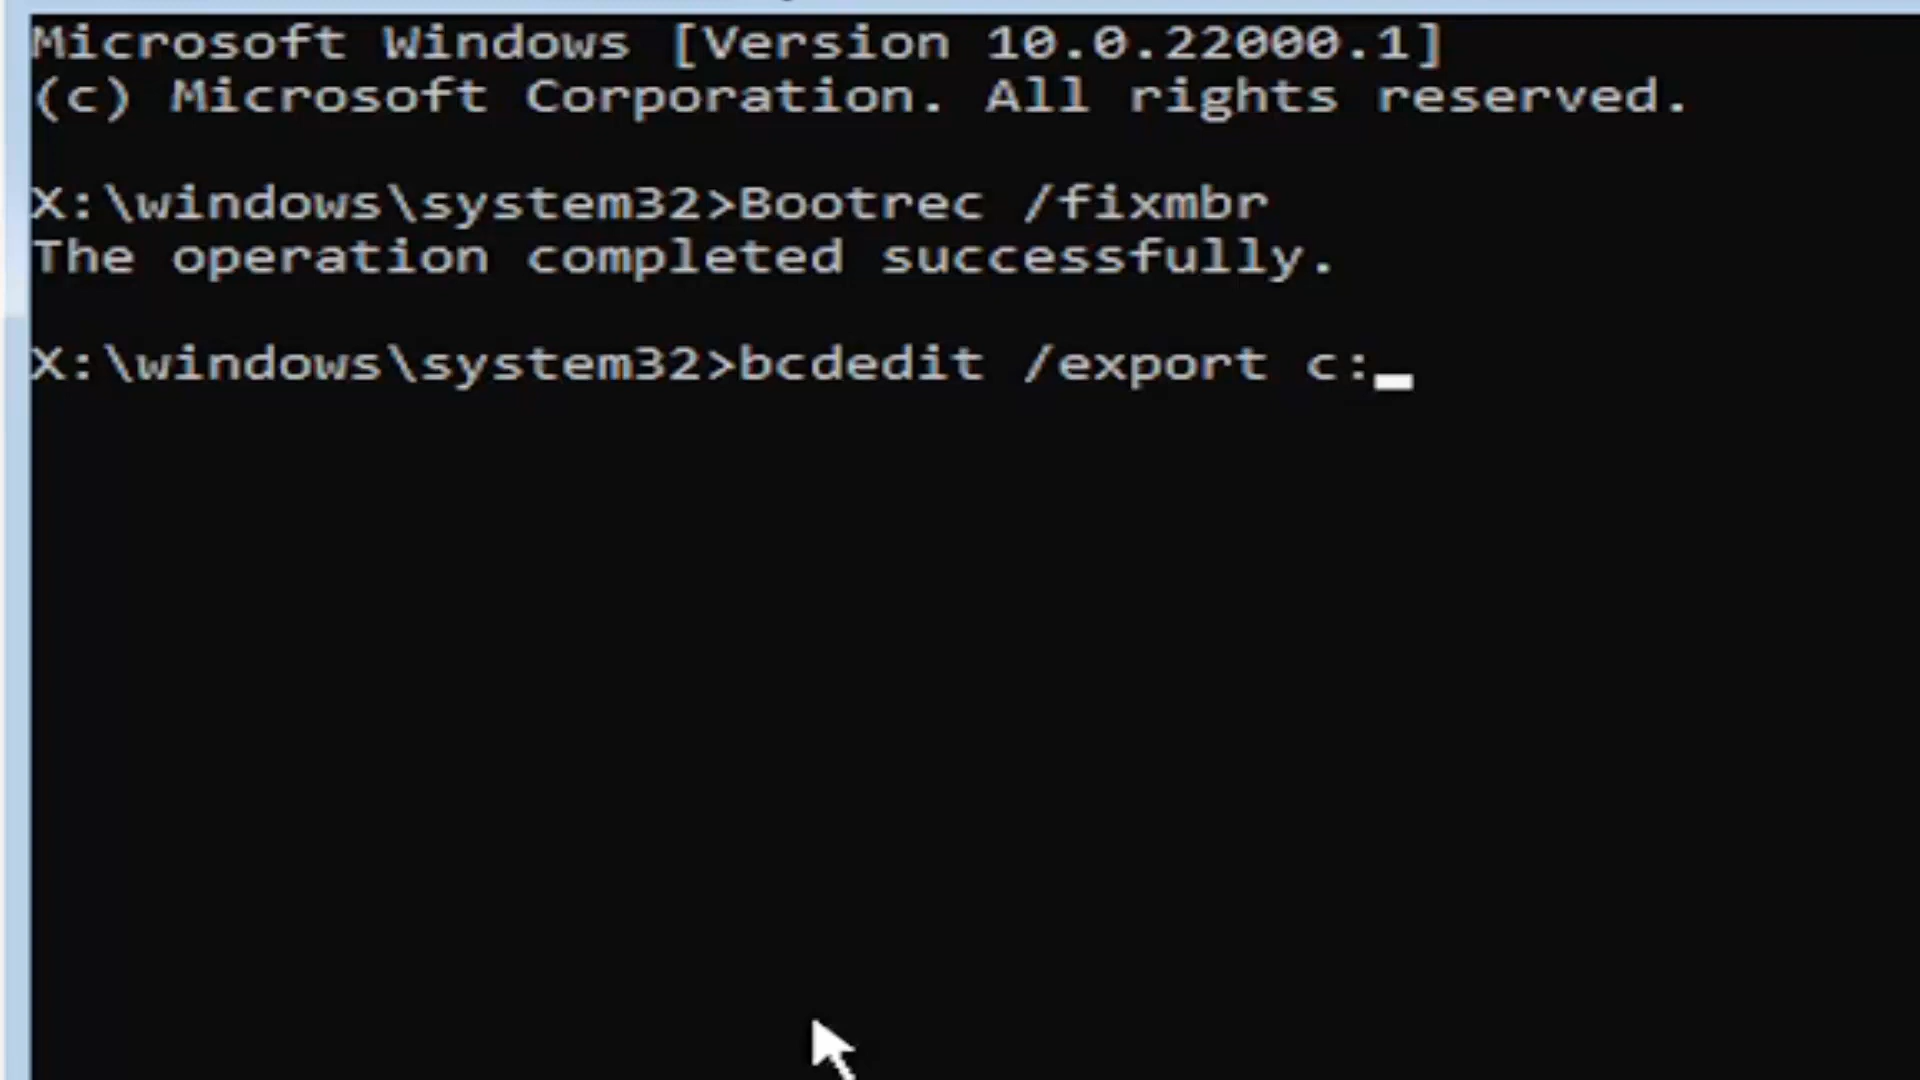 Microsoft Windows [Version 10.0.22000.1]
(c) Microsoft Corporation. All rights reserved.
X:\windows\system32>Bootrec /fixmbr
The operation completed successfully.
X:\windows\system32>bcdedit /export c: